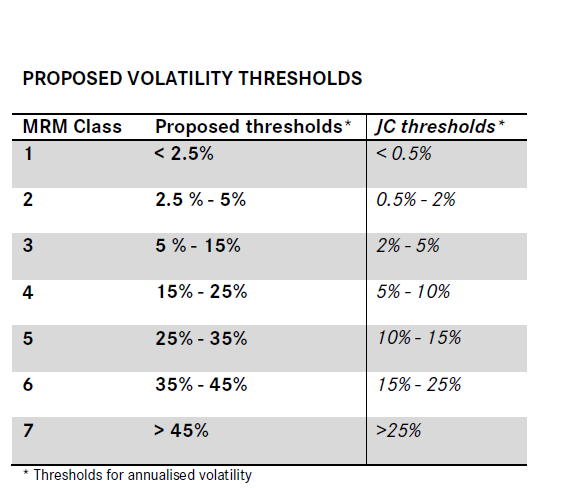 PROPOSED VOLATILITY THRESHOLDS
MRM Class Proposed thresholds* JC thresholds*
1 < 2.5% < 0.5%
2 2.5 % - 5% 0.5% - 2%
3 5 % - 15% 2% - 5%
4 15% - 25% 5% - 10%
5 25% - 35% 10% - 15%
6 35% - 45% 15% - 25%
7 > 45% >25%
* Thresholds for annualised volatility